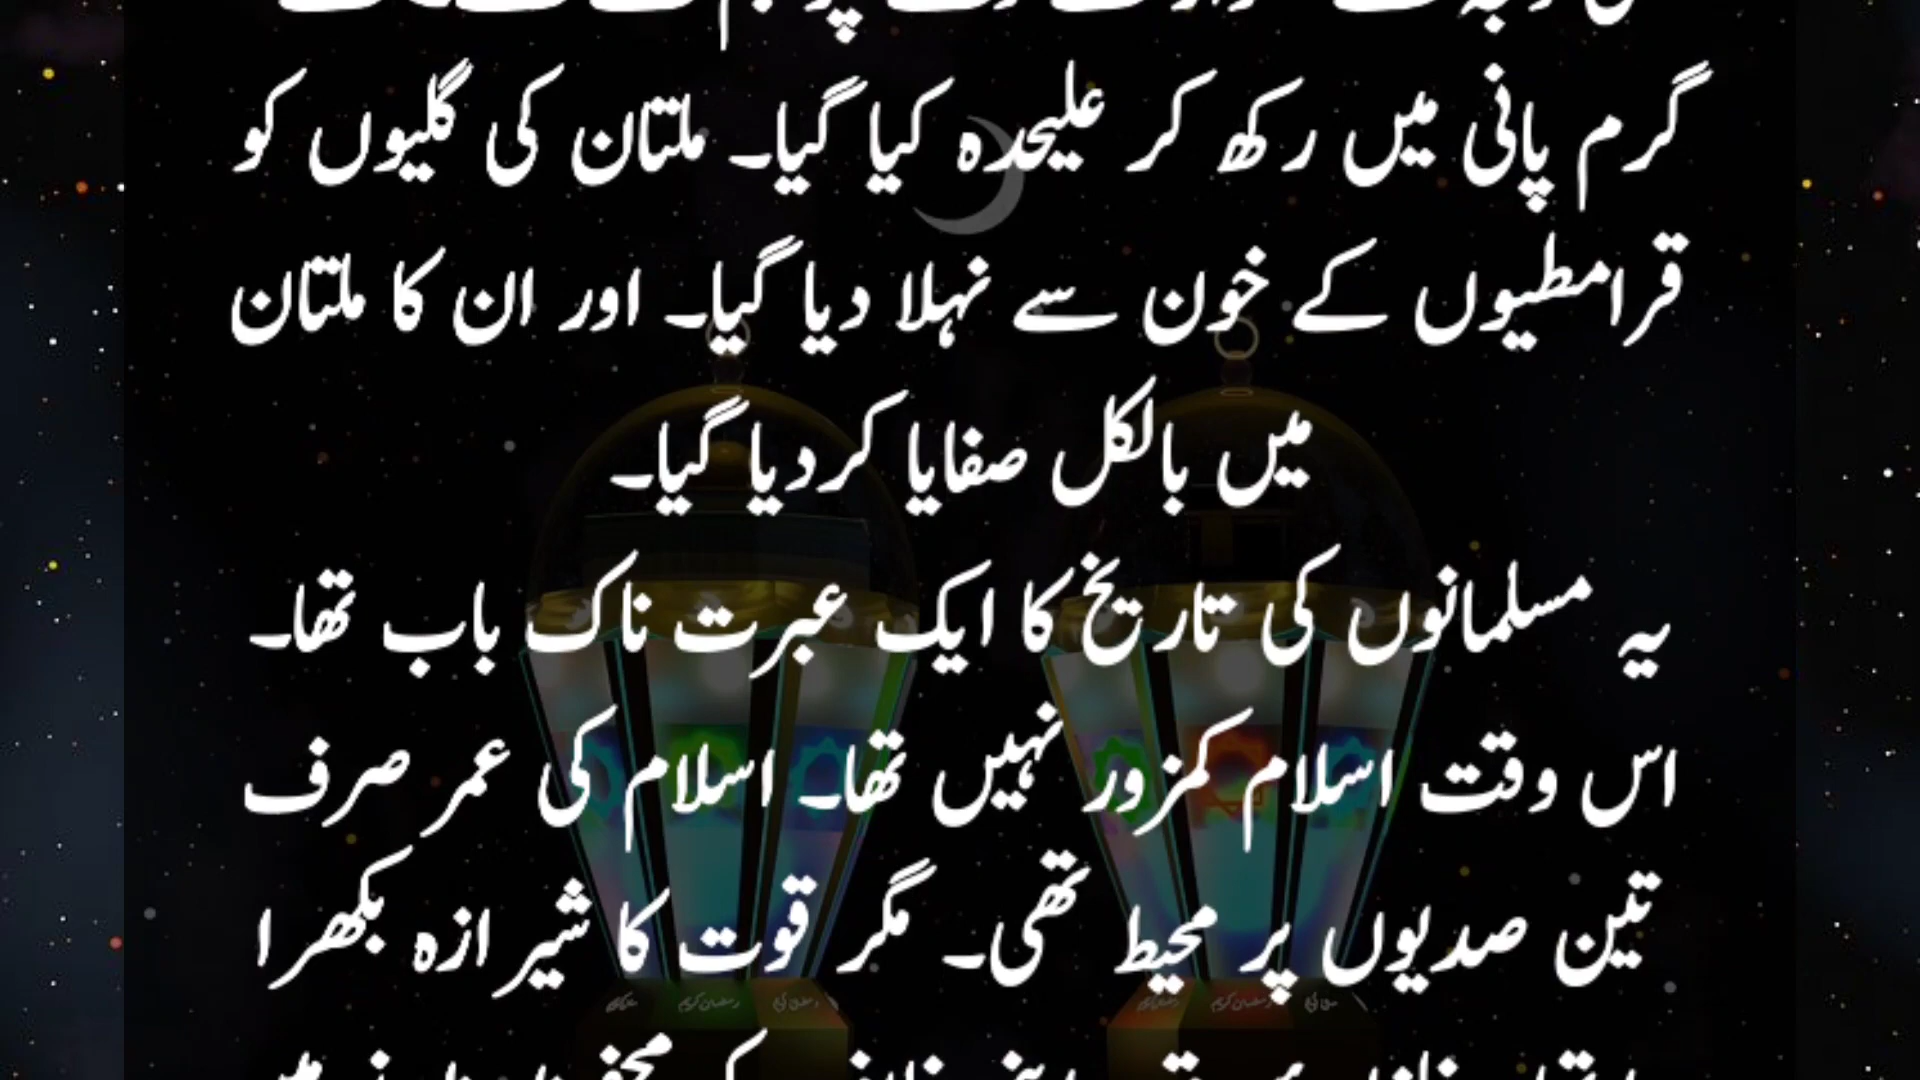 گرم پانی میں رکھ کر علیحدہ کیا گیا۔ ملتان کی گلیوں کو
قرامطیوں کے خون سے نہلا دیا گیا۔ اور ان کا ملتان
میں بالکل صفایا کردیا گیا۔
یہ مسلمانوں کی تاریخ کا ایک عبرت ناک باب تھا۔
اس وقت اسلام کمزور نہیں تھا۔ اسلام کی عمر صرف
تین صدیوں پر محیط تھی۔ مگر قوت کا شیرازہ بکھرا